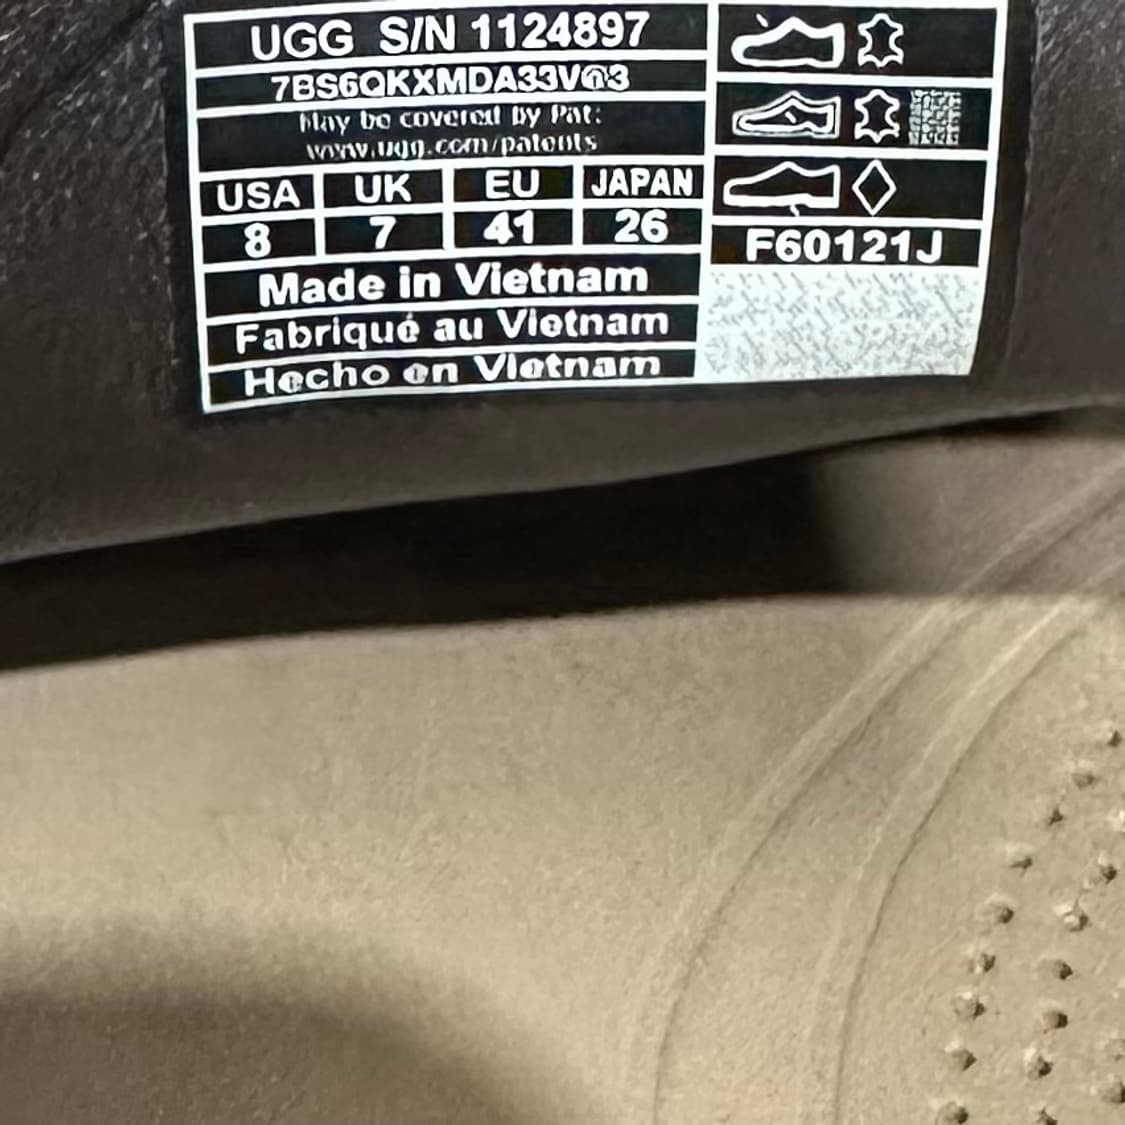 UGG S/N 1124897
7BS6QKXMDA33V@3
May be covered by Pat:
www.ugg.com/patents
USA UK EU JAPAN
8 7 41 26
Made in Vietnam
Fabriqué au Vietnam
Hecho en Vietnam
F60121J